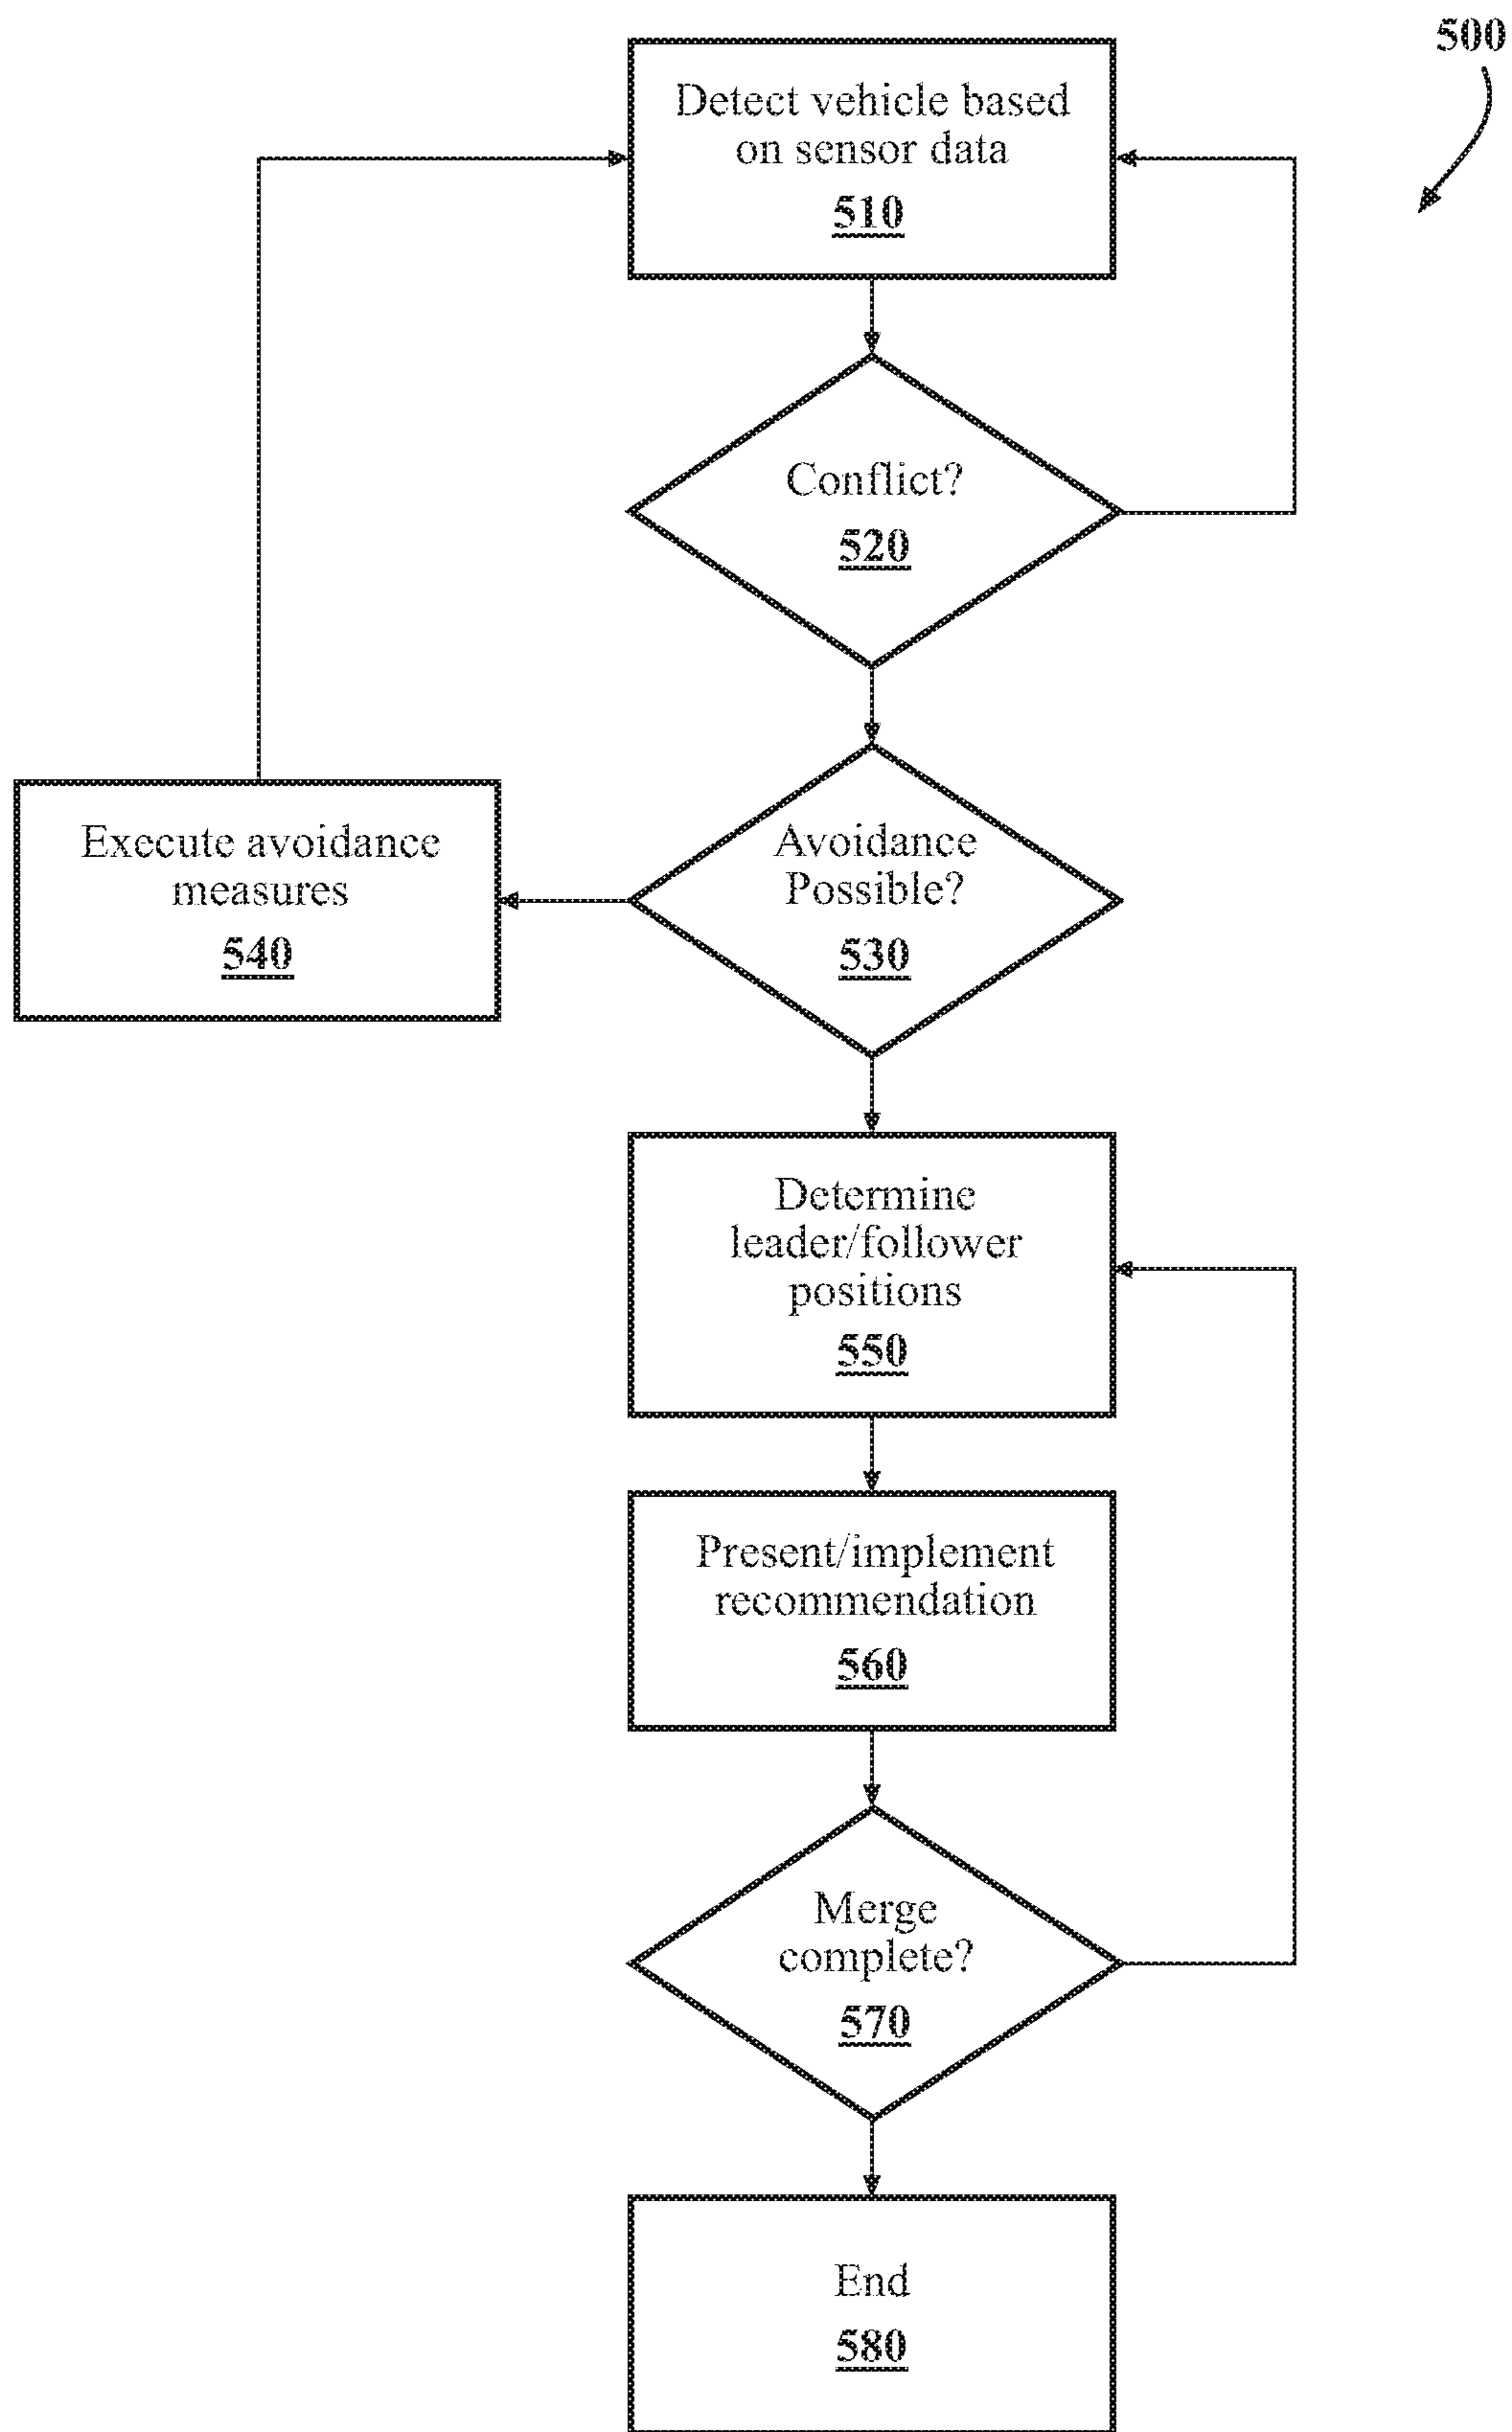 500
Detect vehicle based
on sensor data
510
Conflict?
520
Avoidance
Possible?
530
Execute avoidance
measures
540
Determine
leader/follower
positions
550
Present/implement
recommendation
560
Merge
complete?
570
End
580